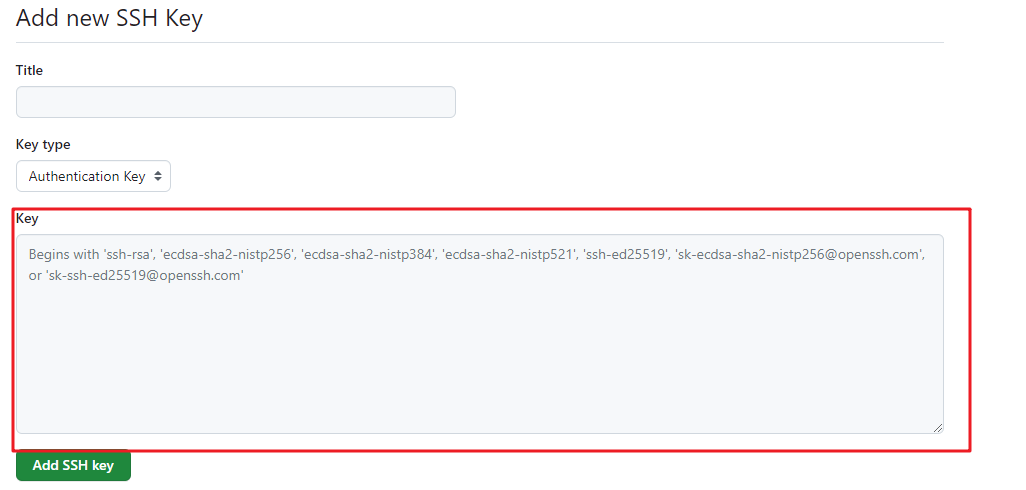 Add new SSH Key
Title
Key type
Authentication Key
Key
Begins with 'ssh-rsa', 'ecdsa-sha2-nistp256', 'ecdsa-sha2-nistp384', 'ecdsa-sha2-nistp521', 'ssh-ed25519', 'sk-ecdsa-sha2-nistp256@openssh.com',
or 'sk-ssh-ed25519@openssh.com'
Add SSH key